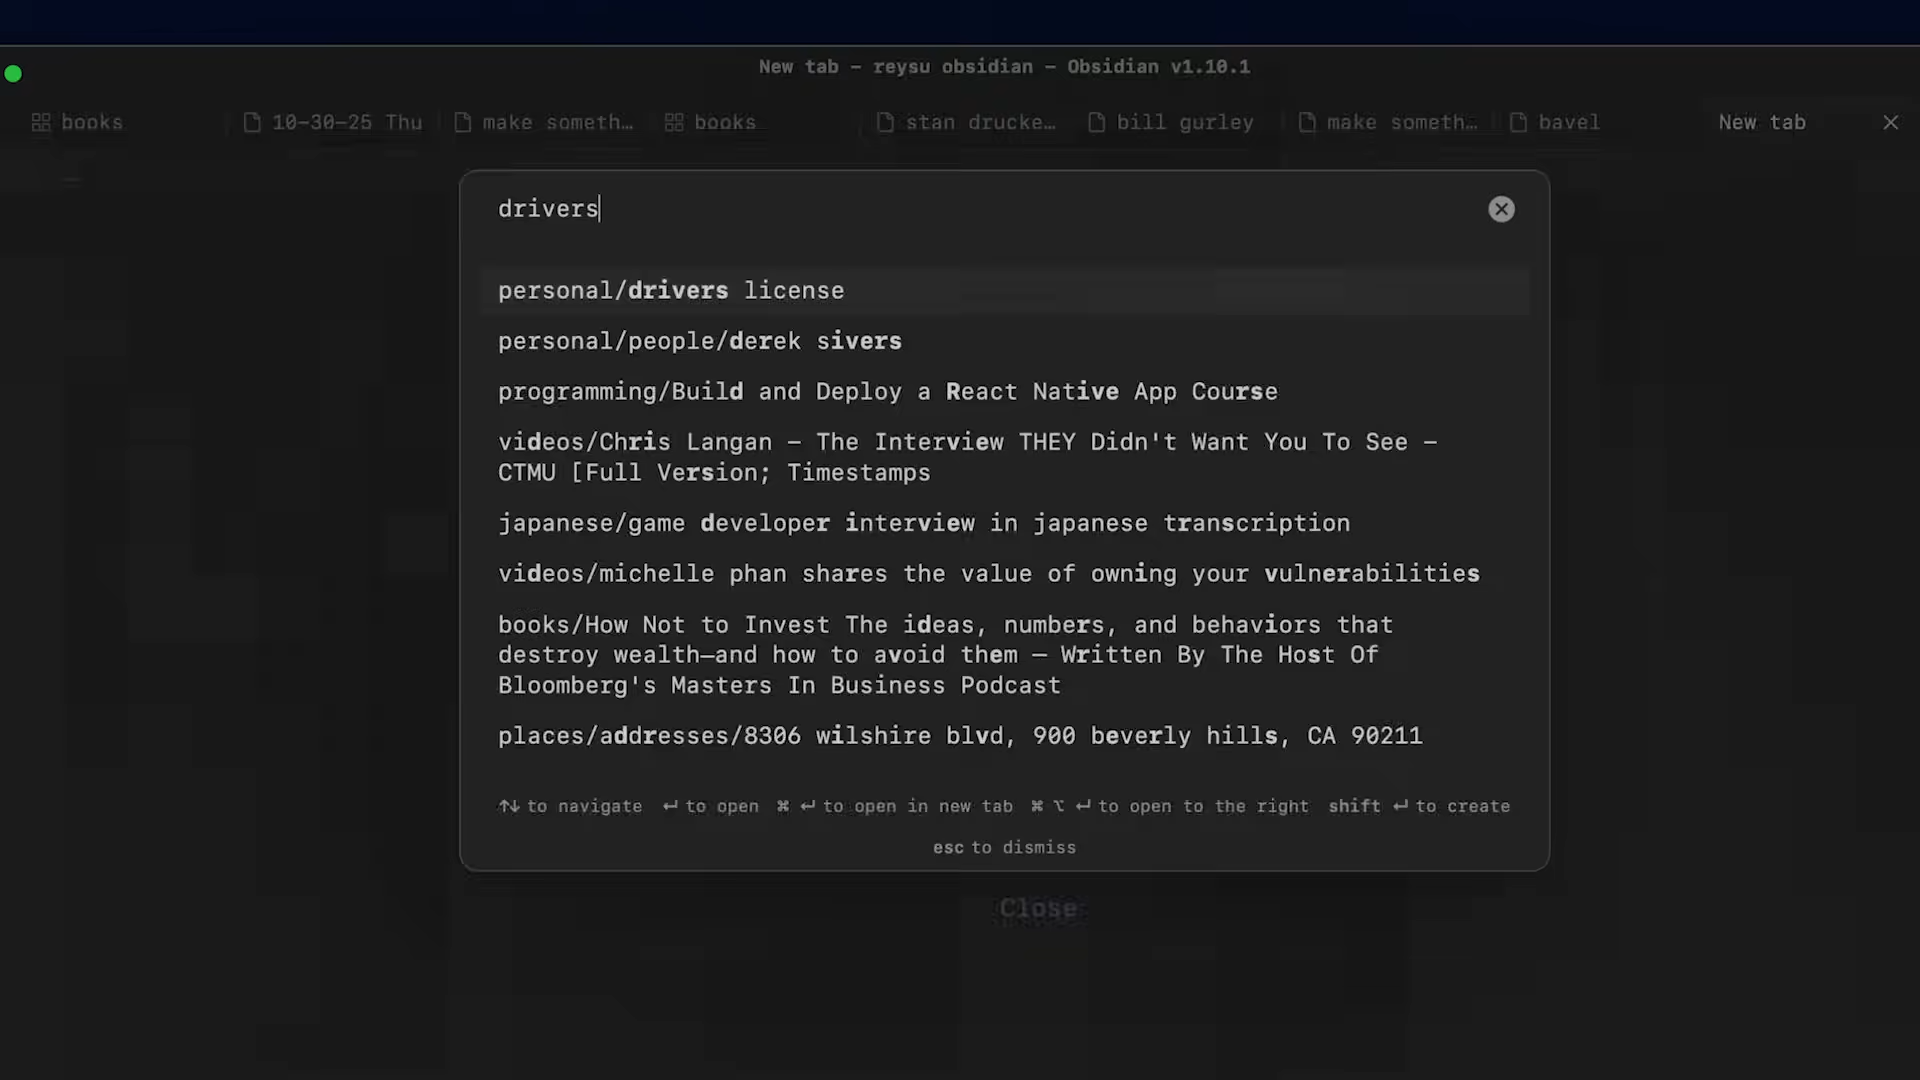 New tab - reysu obsidian - Obsidian v1.10.1
books 10-30-25 Thu make someth… books stan drucke… bill gurley make someth… bavel New tab
drivers
personal/drivers license
personal/people/derek sivers
programming/Build and Deploy a React Native App Course
videos/Chris Langan – The Interview THEY Didn't Want You To See –
CTMU [Full Version; Timestamps
japanese/game developer interview in japanese transcription
videos/michelle phan shares the value of owning your vulnerabilities
books/How Not to Invest The ideas, numbers, and behaviors that
destroy wealth—and how to avoid them – Written By The Host Of
Bloomberg's Masters In Business Podcast
places/addresses/8306 wilshire blvd, 900 beverly hills, CA 90211
↑↓ to navigate ↵ to open ⌘ ↵ to open in new tab ⌘ ⌥ ↵ to open to the right shift ↵ to create
esc to dismiss
Close